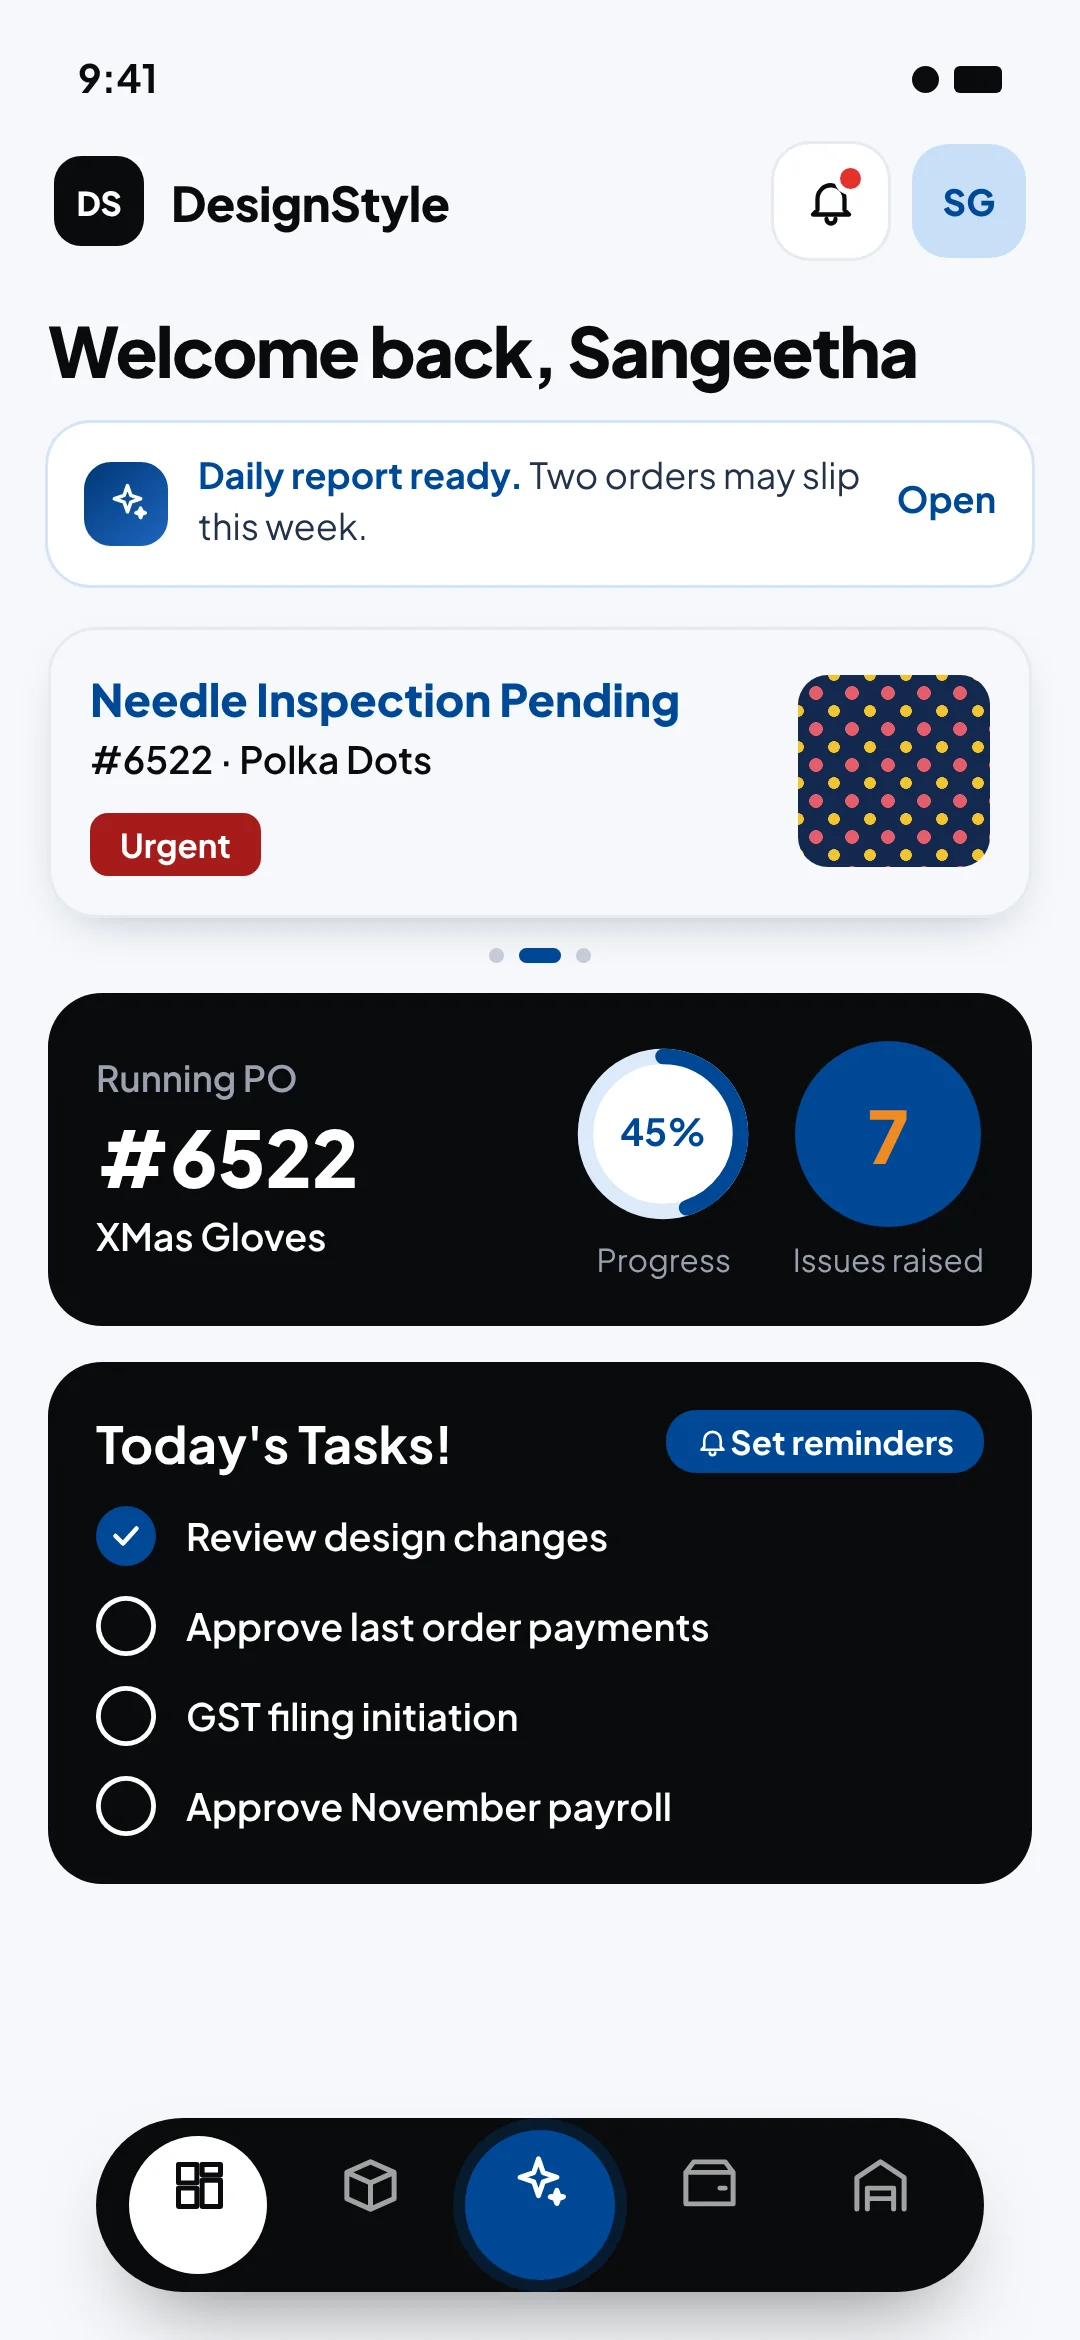 9:41
DS
DesignStyle
SG
Welcome back, Sangeetha
Daily report ready. Two orders may slip
this week.
Open
Needle Inspection Pending
#6522 · Polka Dots
Urgent
Running PO
#6522
XMas Gloves
45%
Progress
7
Issues raised
Today's Tasks!
Set reminders
Review design changes
Approve last order payments
GST filing initiation
Approve November payroll